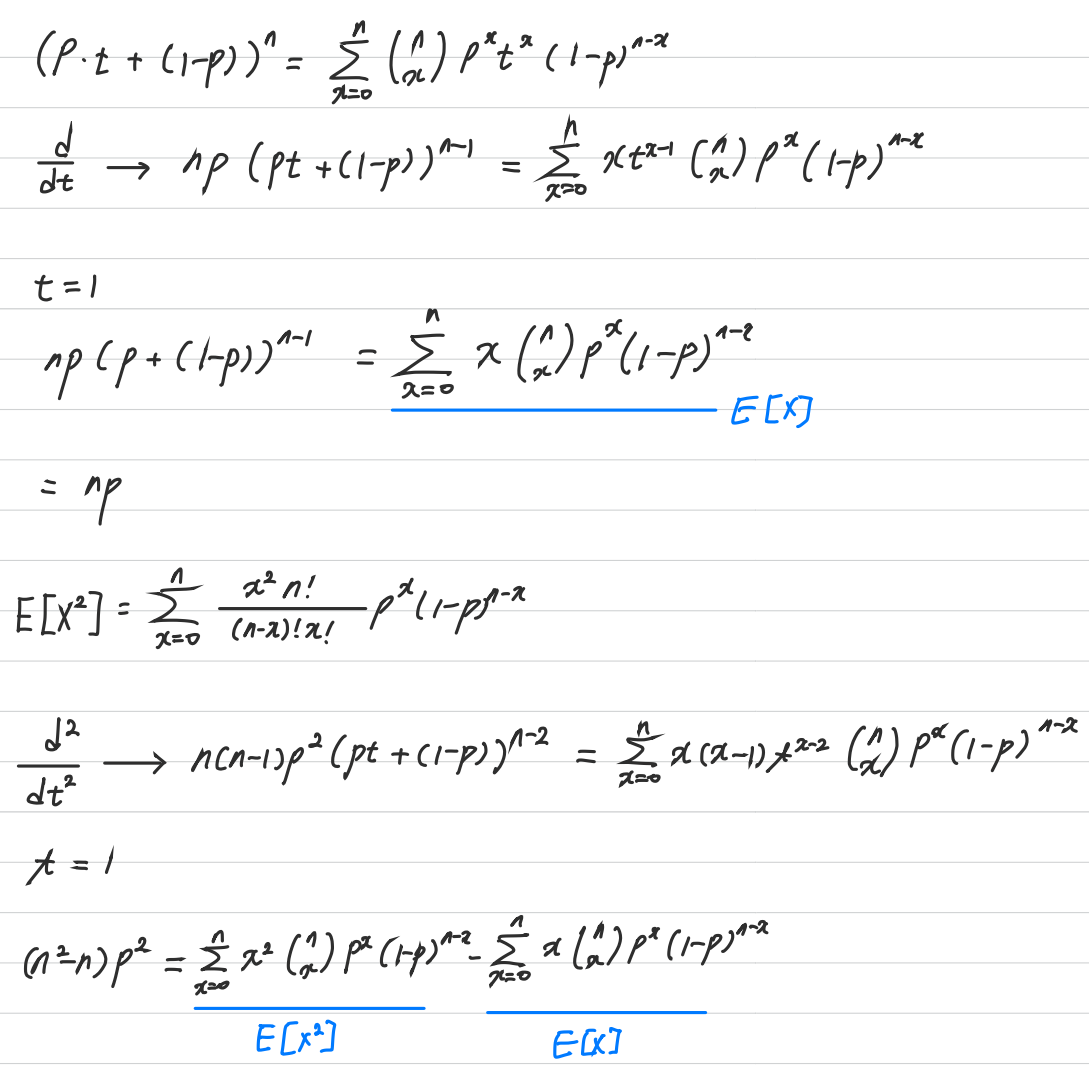 (p·t + (1-p))^n = \sum_{x=0}^{n} \binom{n}{x} p^x t^x (1-p)^{n-x}
\frac{d}{dt} → np (pt + (1-p))^{n-1} = \sum_{x=0}^{n} x t^{x-1} \binom{n}{x} p^x (1-p)^{n-x}
t = 1
np (p + (1-p))^{n-1} = \sum_{x=0}^{n} x \binom{n}{x} p^x (1-p)^{n-x}
E[X]
= np
E[X^2] = \sum_{x=0}^{n} \frac{x^2 n!}{(n-x)! x!} p^x (1-p)^{n-x}
\frac{d^2}{dt^2} → n(n-1)p^2 (pt + (1-p))^{n-2} = \sum_{x=0}^{n} x(x-1) t^{x-2} \binom{n}{x} p^x (1-p)^{n-x}
t = 1
(n^2-n)p^2 = \sum_{x=0}^{n} x^2 \binom{n}{x} p^x (1-p)^{n-x} - \sum_{x=0}^{n} x \binom{n}{x} p^x (1-p)^{n-x}
E[X^2] E[X]